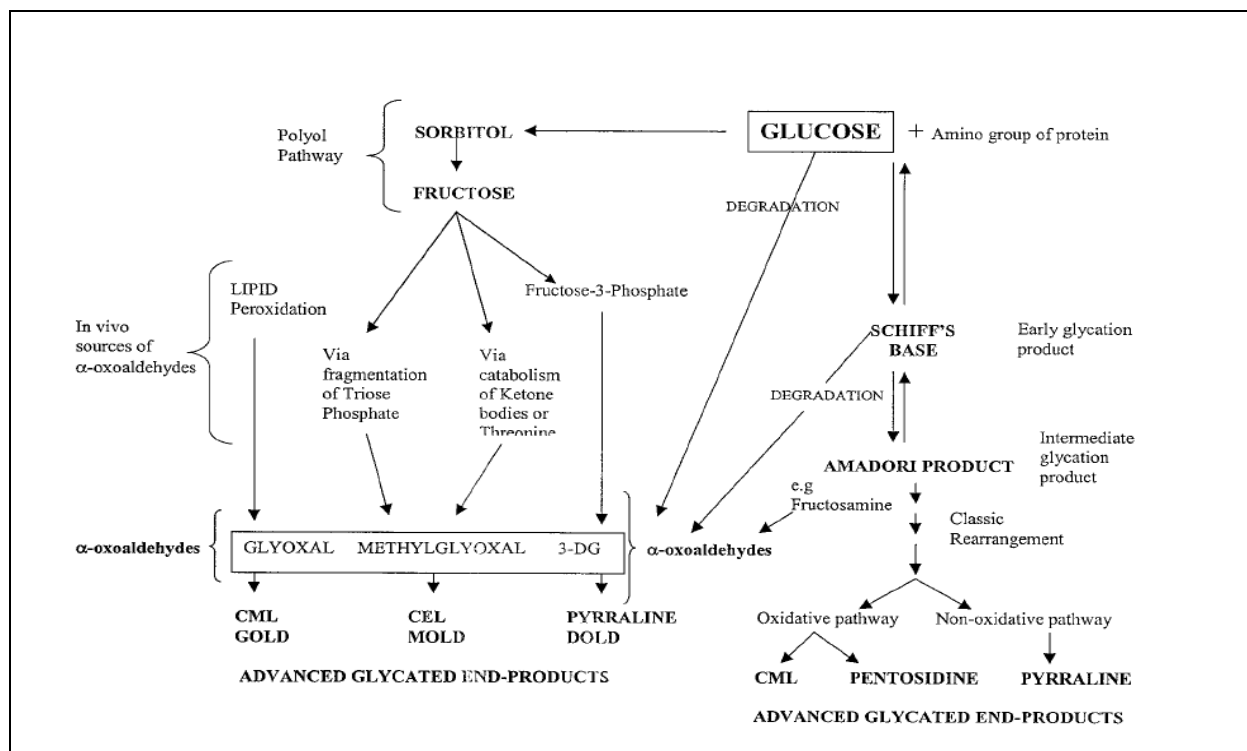 Polyol
Pathway
SORBITOL
FRUCTOSE
GLUCOSE
+ Amino group of protein
DEGRADATION
In vivo
sources of
α-oxoaldehydes
LIPID
Peroxidation
Fructose-3-Phosphate
Via
fragmentation
of Triose
Phosphate
Via
catabolism
of Ketone
bodies or
Threonine
SCHIFF'S
BASE
Early glycation
product
DEGRADATION
AMADORI PRODUCT
Intermediate
glycation
product
e.g
Fructosamine
Classic
Rearrangement
α-oxoaldehydes
GLYOXAL METHYLGLYOXAL 3-DG
α-oxoaldehydes
CML
GOLD
CEL
MOLD
PYRRALINE
DOLD
ADVANCED GLYCATED END-PRODUCTS
Oxidative pathway
Non-oxidative pathway
CML PENTOSIDINE PYRRALINE
ADVANCED GLYCATED END-PRODUCTS